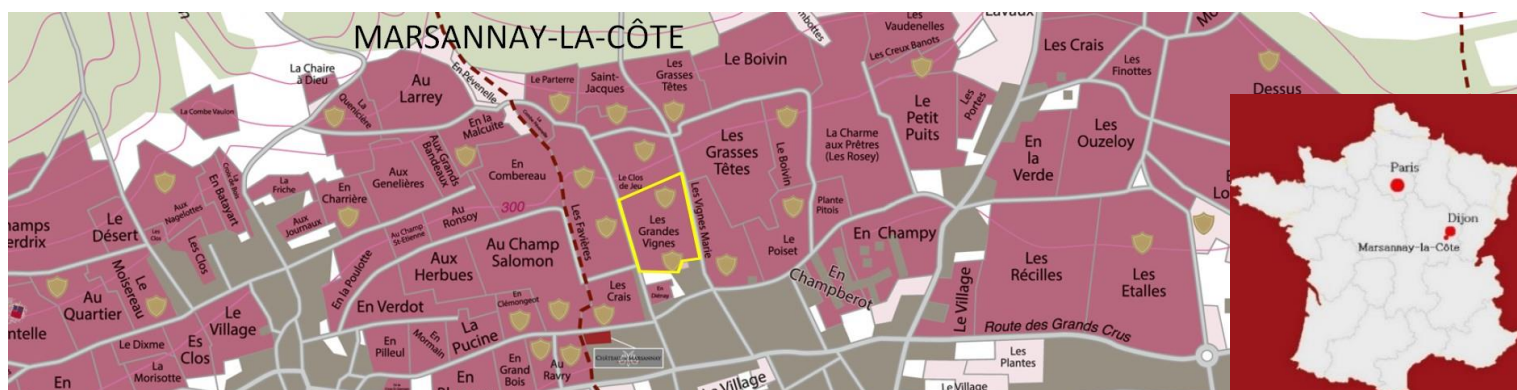 MARSANNAY-LA-CÔTE
La Chaire
à Dieu
La
Quenicière
Au
Larrey
En Pévenelle
Le Parterre
Saint-
Jacques
Les
Grasses
Têtes
Le Boivin
Les
Vaudenelles
Les Creux Banots
Lavaux
Les Crais
Les
Finottes
Dessus
La Combe Vaulon
En la
Malcuite
Aux Grands
Bandeaux
Le
Petit
Puits
Les
Portes
En
la
Verde
Les
Ouzeloy
Les
Grasses
Têtes
Le
Boivin
La Charme
aux Prêtres
(Les Rosey)
Plante
Pitois
Le Clos
de Jeu
Les
Grandes
Vignes
Les Vignes Marie
Le
Poiset
En Champy
En
Champberot
En
Combereau
Les Favières
300
Aux
Genelières
En
Charrière
La
Friche
Aux
Journaux
Au Champ
St-Etienne
Au
Ronsoy
Au Champ
Salomon
Aux
Herbues
En la Poulotte
En Verdot
En
Clémongeot
La
Pucine
En
Mormain
En
Pilleul
En
Grand
Bois
Au
Ravry
En
Les
Crais
CHÂTEAU DE MARSANNAY
Le Village
Le Village
Les
Récilles
Les
Etalles
Route des Grands Crus
Les
Plantes
Le Village
Le
Désert
Aux
Nagelottes
En Batayart
Les Clos
Les Clos
Le
Moisereau
Au
Quartier
Le
Village
Es
Clos
Le Dixme
La
Morisotte
En
Paris
Dijon
Marsannay-la-Côte